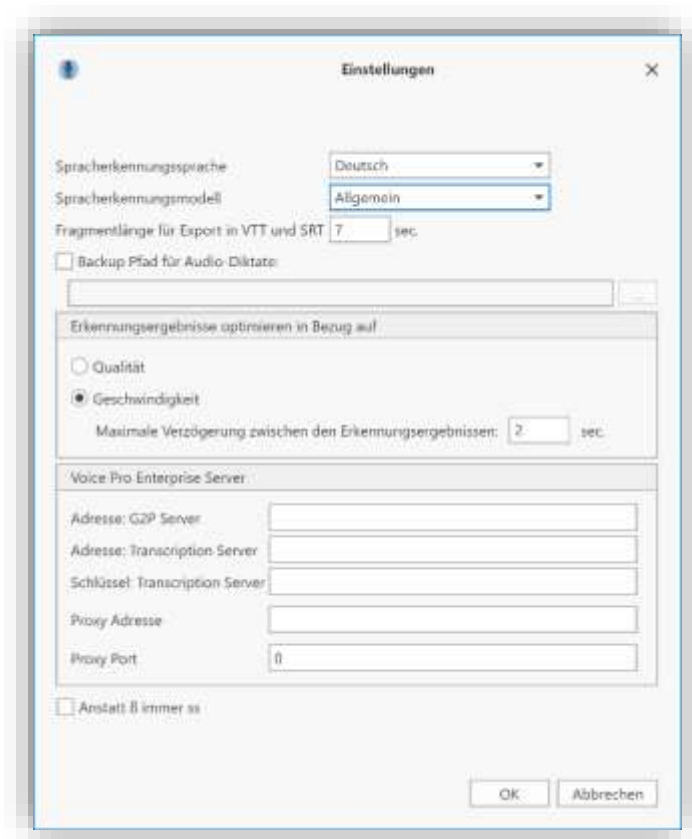 Einstellungen
Spracherkennungssprache Deutsch
Spracherkennungsmodell Allgemein
Fragmentlänge für Export in VTT und SRT 7 sec.
Backup Pfad für Audio-Diktate:
...
Erkennungsergebnisse optimieren in Bezug auf
Qualität
Geschwindigkeit
Maximale Verzögerung zwischen den Erkennungsergebnissen: 2 sec.
Voice Pro Enterprise Server
Adresse: G2P Server
Adresse: Transcription Server
Schlüssel: Transcription Server
Proxy Adresse
Proxy Port 0
Anstatt ß immer ss
OK Abbrechen